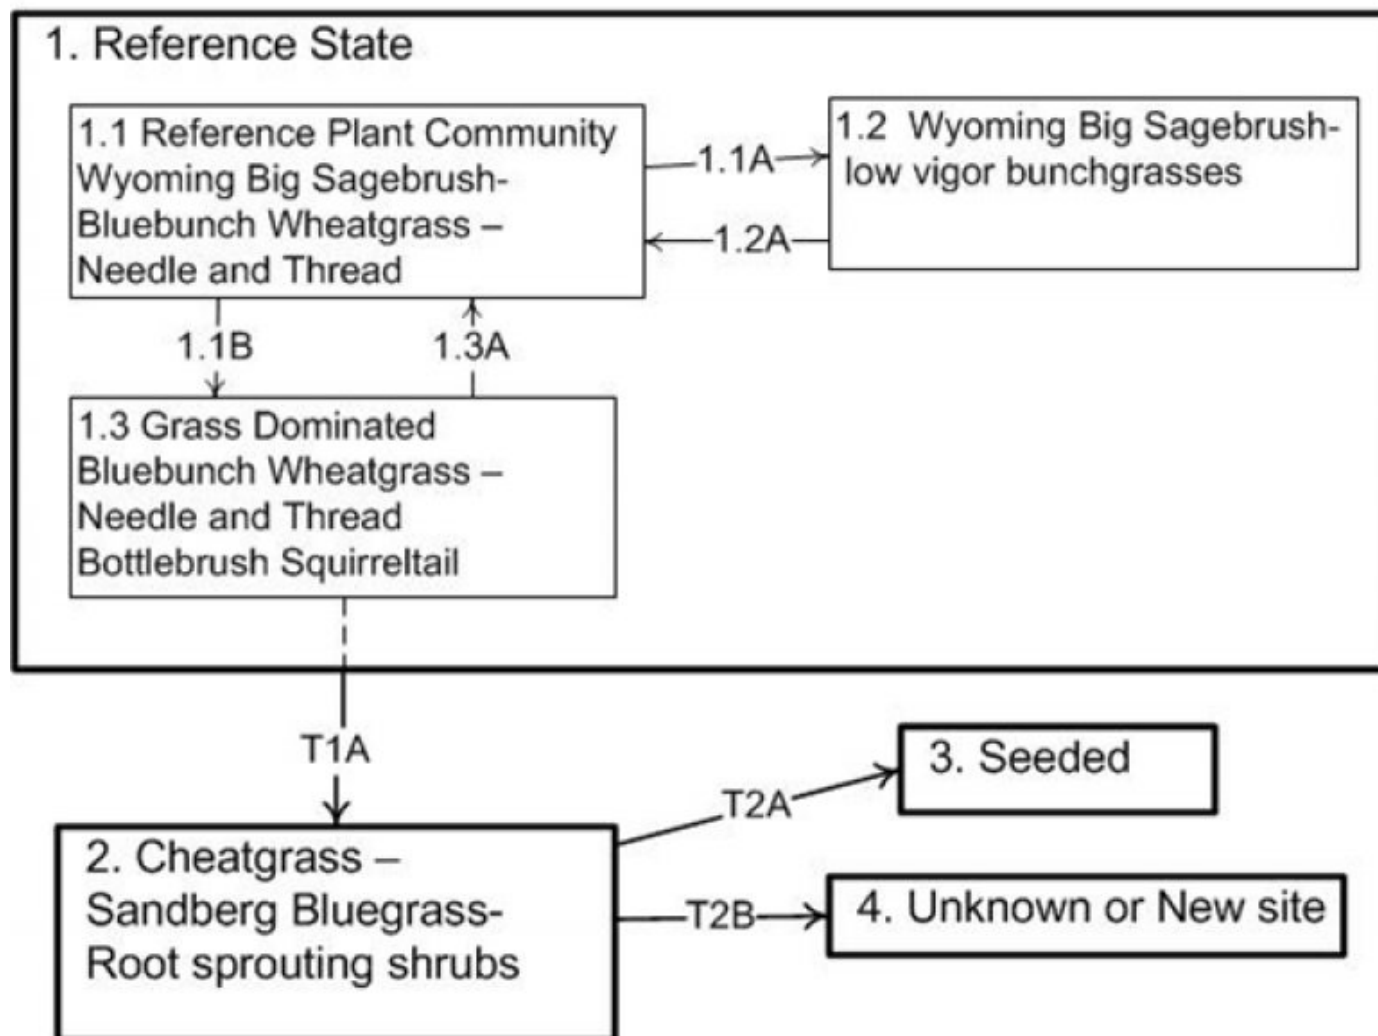 1. Reference State
1.1 Reference Plant Community
Wyoming Big Sagebrush-
Bluebunch Wheatgrass –
Needle and Thread
1.1A
1.2A
1.2 Wyoming Big Sagebrush-
low vigor bunchgrasses
1.1B
1.3A
1.3 Grass Dominated
Bluebunch Wheatgrass –
Needle and Thread
Bottlebrush Squirreltail
T1A
2. Cheatgrass –
Sandberg Bluegrass-
Root sprouting shrubs
T2A
3. Seeded
T2B
4. Unknown or New site